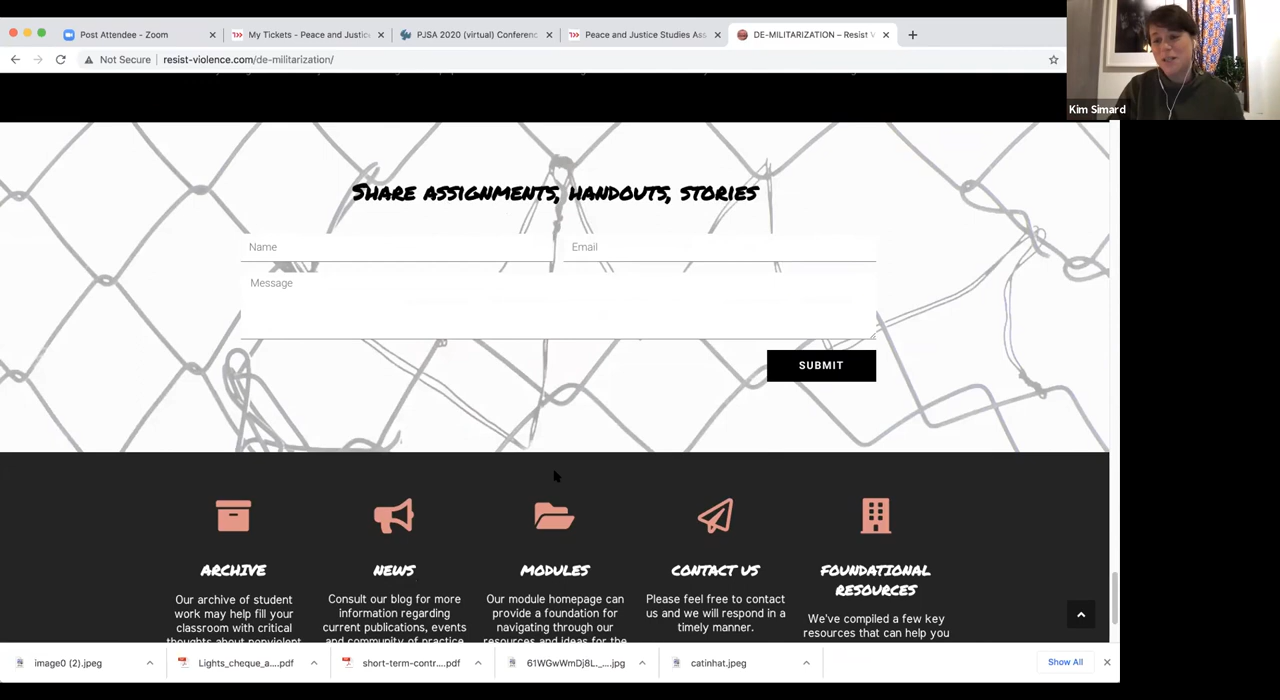 Post Attendee - Zoom
My Tickets - Peace and Justice
PJSA 2020 (virtual) Conferenc
Peace and Justice Studies Ass
DE-MILITARIZATION – Resist V
Not Secure
resist-violence.com/de-militarization/
Kim Simard
Share assignments, handouts, stories
Name
Email
Message
SUBMIT
ARCHIVE
Our archive of student
work may help fill your
classroom with critical
thoughts about nonviolent
NEWS
Consult our blog for more
information regarding
current publications, events
and community of practice
MODULES
Our module homepage can
provide a foundation for
navigating through our
resources and ideas for the
CONTACT US
Please feel free to contact
us and we will respond in a
timely manner.
FOUNDATIONAL
RESOURCES
We've compiled a few key
resources that can help you
image0 (2).jpeg
Lights_cheque_a....pdf
short-term-contr....pdf
61WGwWmDj8L._....jpg
catinhat.jpeg
Show All